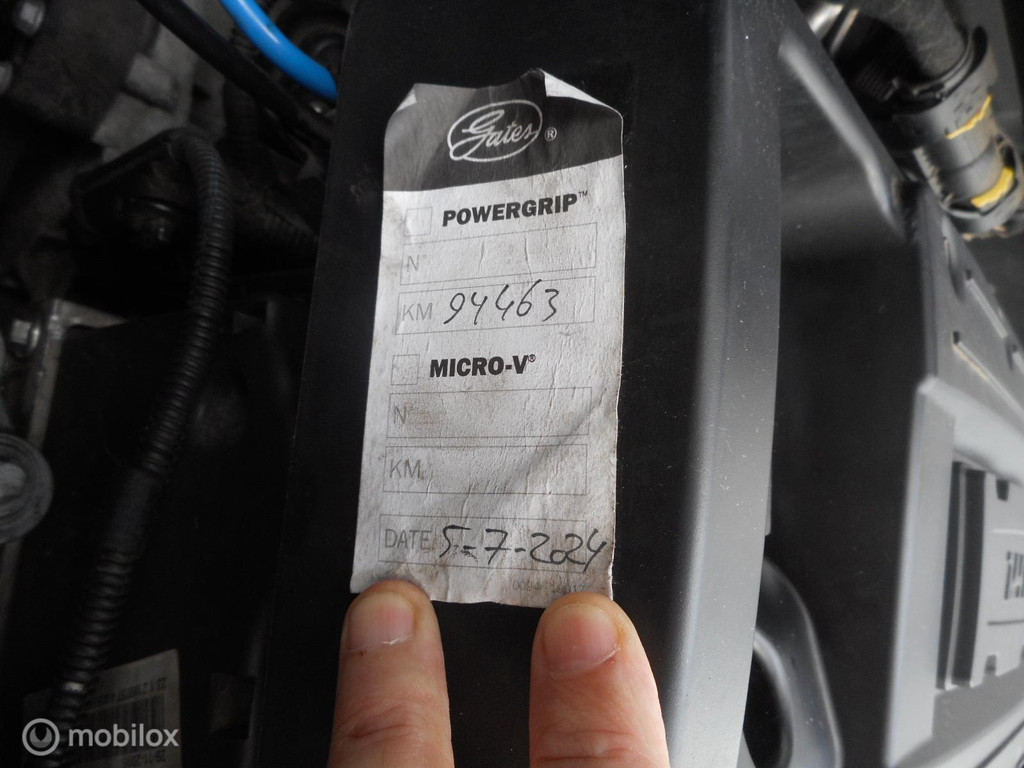 Gates®
POWERGRIP™
N°
KM 94463
MICRO-V®
N°
KM
DATE 5-7-2024
mobilox